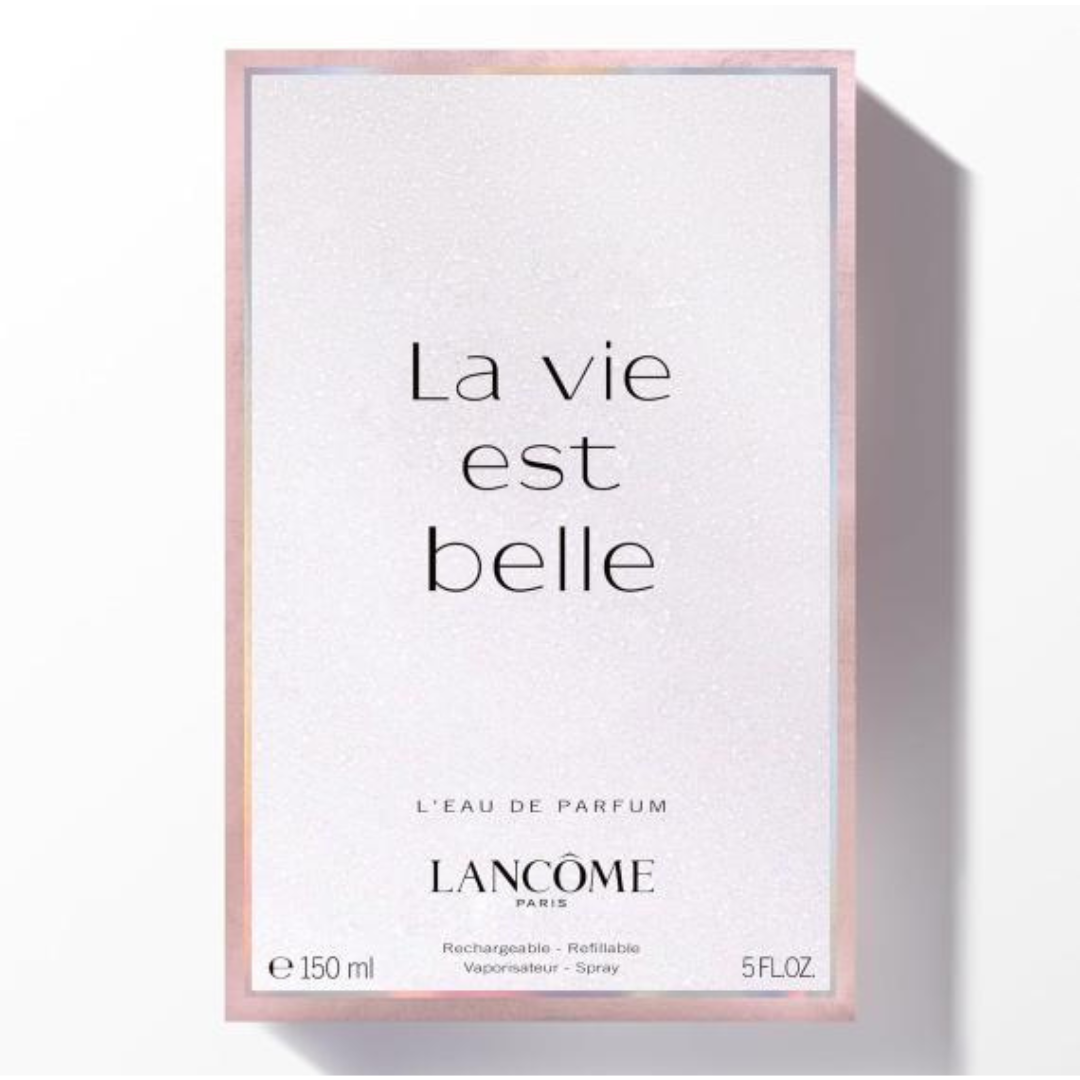 La vie
est
belle
L'EAU DE PARFUM
LANCÔME
PARIS
Rechargeable - Refillable
Vaporisateur - Spray
℮ 150 ml
5 FL.OZ.